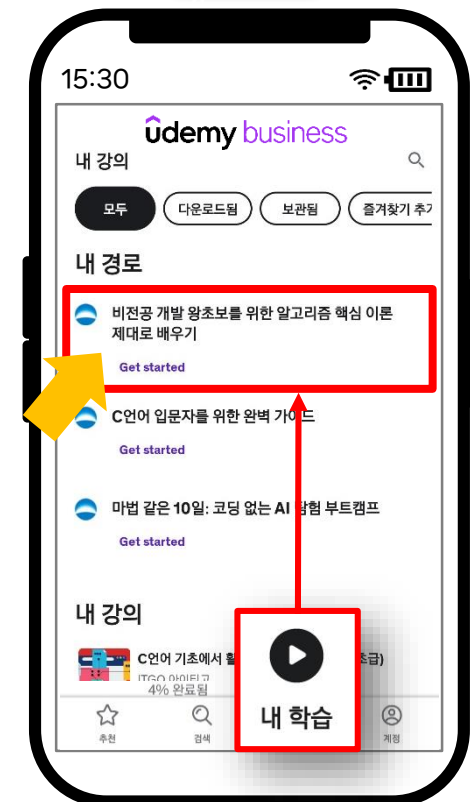 15:30
ûdemy business
내 강의
모두
다운로드됨
보관됨
즐겨찾기 추가
내 경로
비전공 개발 왕초보를 위한 알고리즘 핵심 이론
제대로 배우기
Get started
C언어 입문자를 위한 완벽 가이드
Get started
마법 같은 10일: 코딩 없는 AI 탐험 부트캠프
Get started
내 강의
C언어 기초에서 활
초급)
ITGO 아이티고
4% 완료됨
추천
검색
내 학습
계정